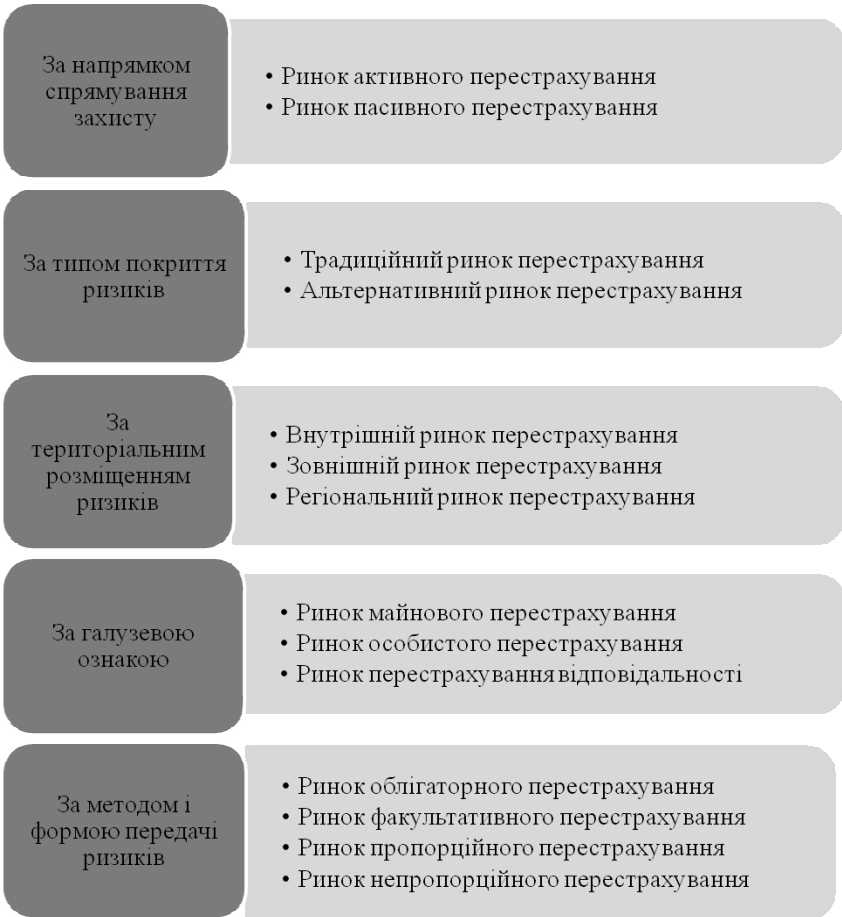 За напрямком
спрямування
захисту
• Ринок активного перестрахування
• Ринок пасивного перестрахування
За типом покриття
ризиків
• Традиційний ринок перестрахування
• Альтернативний ринок перестрахування
За
територіальним
розміщенням
ризиків
• Внутрішній ринок перестрахування
• Зовнішній ринок перестрахування
• Регіональний ринок перестрахування
За галузевою
ознакою
• Ринок майнового перестрахування
• Ринок особистого перестрахування
• Ринок перестрахування відповідальності
За методом і
формою передачі
ризиків
• Ринок облігаторного перестрахування
• Ринок факультативного перестрахування
• Ринок пропорційного перестрахування
• Ринок непропорційного перестрахування